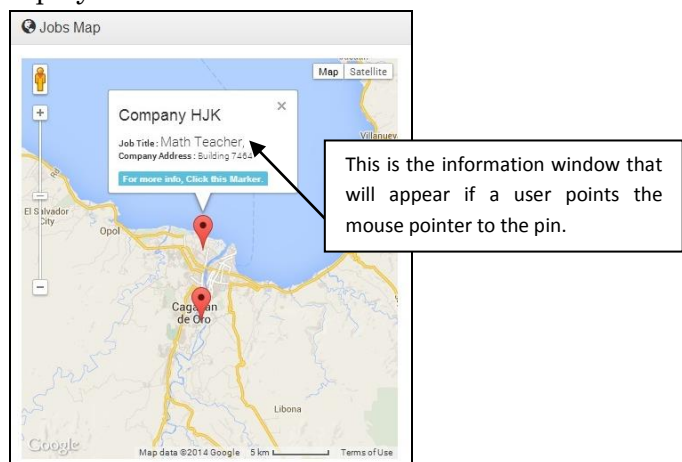 Jobs Map
Map Satellite
Company HJK
Job Title: Math Teacher,
Company Address: Building 7464
For more info, Click this Marker.
This is the information window that
will appear if a user points the
mouse pointer to the pin.
El Salvador
City
Opol
Cagayan
de Oro
Libona
Google
Map data ©2014 Google 5 km Terms of Use